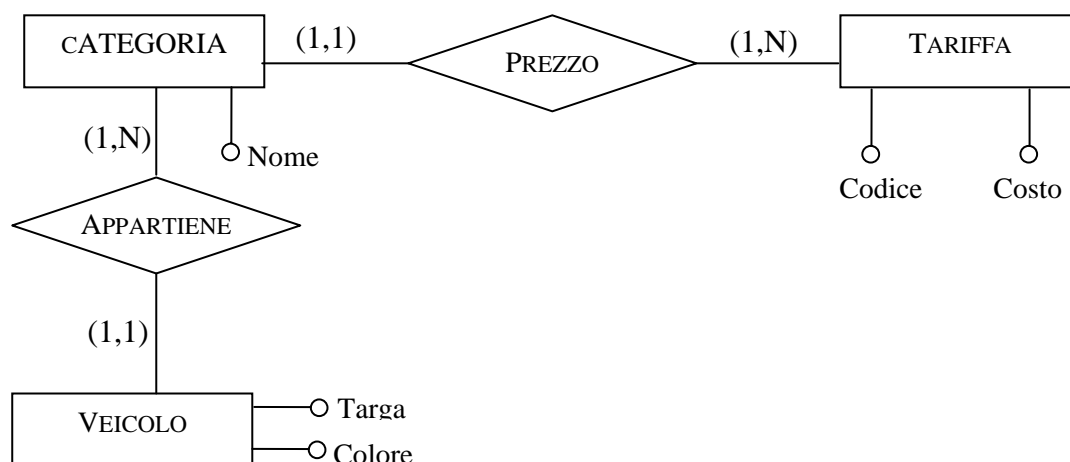 cATEGORIA
(1,1)
PREZZO
(1,N)
TARIFFA
(1,N)
Nome
Codice
Costo
APPARTIENE
(1,1)
VEICOLO
Targa
Colore